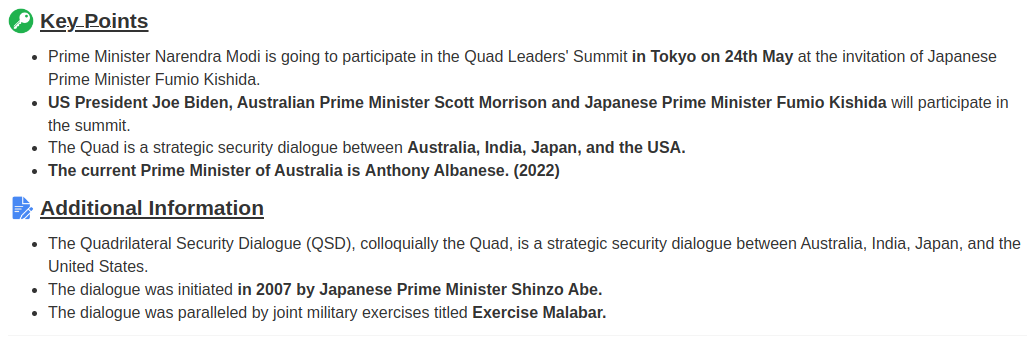 Key Points
Prime Minister Narendra Modi is going to participate in the Quad Leaders' Summit in Tokyo on 24th May at the invitation of Japanese
Prime Minister Fumio Kishida.
US President Joe Biden, Australian Prime Minister Scott Morrison and Japanese Prime Minister Fumio Kishida will participate in
the summit.
The Quad is a strategic security dialogue between Australia, India, Japan, and the USA.
The current Prime Minister of Australia is Anthony Albanese. (2022)
Additional Information
The Quadrilateral Security Dialogue (QSD), colloquially the Quad, is a strategic security dialogue between Australia, India, Japan, and the
United States.
The dialogue was initiated in 2007 by Japanese Prime Minister Shinzo Abe.
The dialogue was paralleled by joint military exercises titled Exercise Malabar.